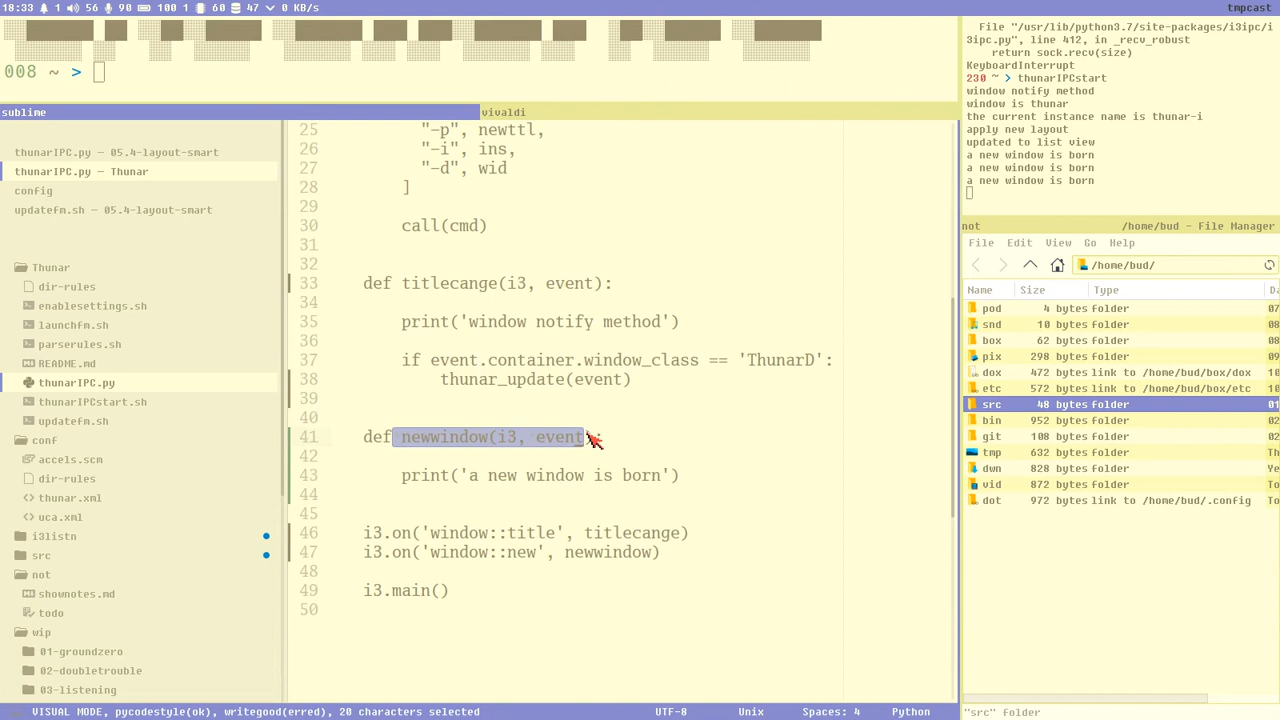 18:33 1 56 90 100 1 60 47 0 KB/s
tmpcast
008 ~ >
sublime
vivaldi
thunarIPC.py — 05.4-layout-smart
thunarIPC.py — Thunar
config
updatefm.sh — 05.4-layout-smart
Thunar
dir-rules
enablesettings.sh
launchfm.sh
parserules.sh
README.md
thunarIPC.py
thunarIPCstart.sh
updatefm.sh
conf
accels.scm
dir-rules
thunar.xml
uca.xml
i3listn
src
not
shownotes.md
todo
wip
01-groundzero
02-doubletrouble
03-listening
25 "-p", newttl,
26 "-i", ins,
27 "-d", wid
28 ]
29
30 call(cmd)
31
32
33 def titlecange(i3, event):
34
35 print('window notify method')
36
37 if event.container.window_class == 'ThunarD':
38 thunar_update(event)
39
40
41 def newwindow(i3, event):
42
43 print('a new window is born')
44
45
46 i3.on('window::title', titlecange)
47 i3.on('window::new', newwindow)
48
49 i3.main()
50
File "/usr/lib/python3.7/site-packages/i3ipc/i
3ipc.py", line 412, in _recv_robust
return sock.recv(size)
KeyboardInterrupt
230 ~ > thunarIPCstart
window notify method
window is thunar
the current instance name is thunar-i
apply new layout
updated to list view
a new window is born
a new window is born
a new window is born
not /home/bud - File Manager
File Edit View Go Help
/home/bud/
Name Size Type Da
pod 4 bytes folder 07
snd 10 bytes folder 08
box 62 bytes folder 07
pix 298 bytes folder 07
dox 472 bytes link to /home/bud/box/dox 10
etc 572 bytes link to /home/bud/box/etc 10
src 48 bytes folder 01
bin 952 bytes folder 07
git 108 bytes folder 08
tmp 632 bytes folder Th
dwn 828 bytes folder Ye
vid 872 bytes folder To
dot 972 bytes link to /home/bud/.config To
"src" folder
VISUAL MODE, pycodestyle(ok), writegood(erred), 20 characters selected UTF-8 Unix Spaces: 4 Python